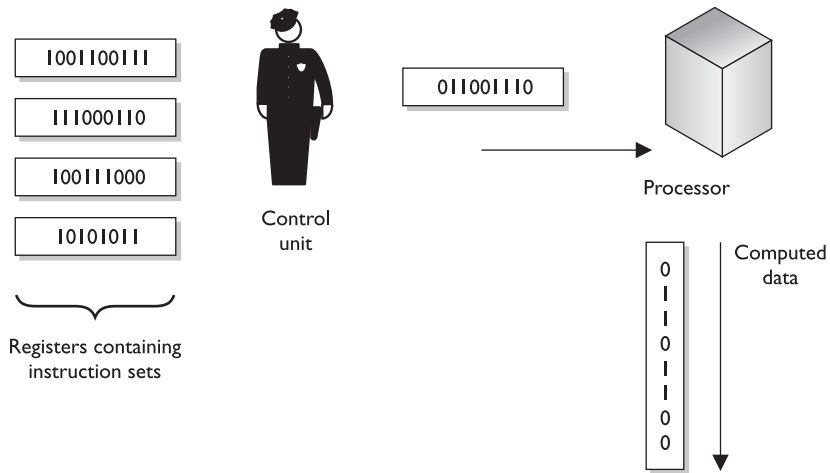 1001100111
111000110
100111000
10101011
Registers containing
instruction sets
Control
unit
011001110
Processor
Computed
data
0
1
1
0
1
1
0
0